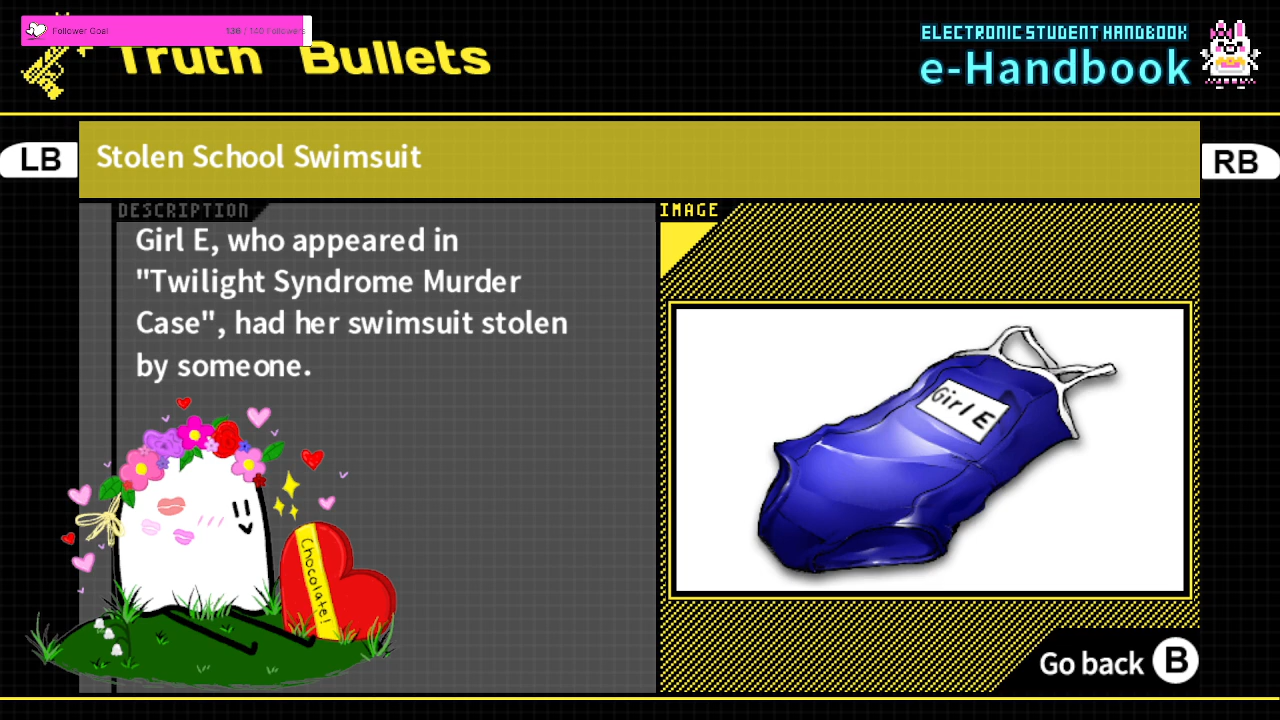 Follower Goal
136 / 140 Followers
Truth Bullets
ELECTRONIC STUDENT HANDBOOK
e-Handbook
LB
Stolen School Swimsuit
RB
DESCRIPTION
IMAGE
Girl E, who appeared in
"Twilight Syndrome Murder
Case", had her swimsuit stolen
by someone.
Girl E
Chocolate!
Go back B